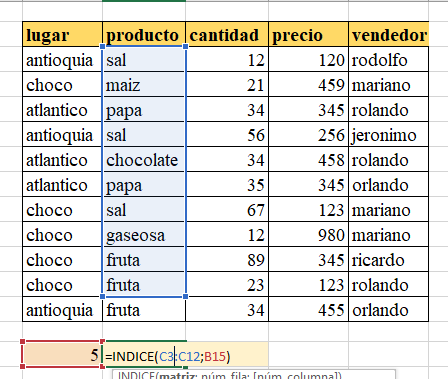 lugar producto cantidad precio vendedor
antioquia sal 12 120 rodolfo
choco maiz 21 459 mariano
atlantico papa 34 345 rolando
antioquia sal 56 256 jeronimo
atlantico chocolate 34 458 rolando
atlantico papa 35 345 orlando
choco sal 67 123 mariano
choco gaseosa 12 980 mariano
choco fruta 89 345 ricardo
choco fruta 23 123 rolando
antioquia fruta 34 455 orlando
5 =INDICE(C3:C12;B15)
INDICE(matriz; núm_fila; [núm_columna])